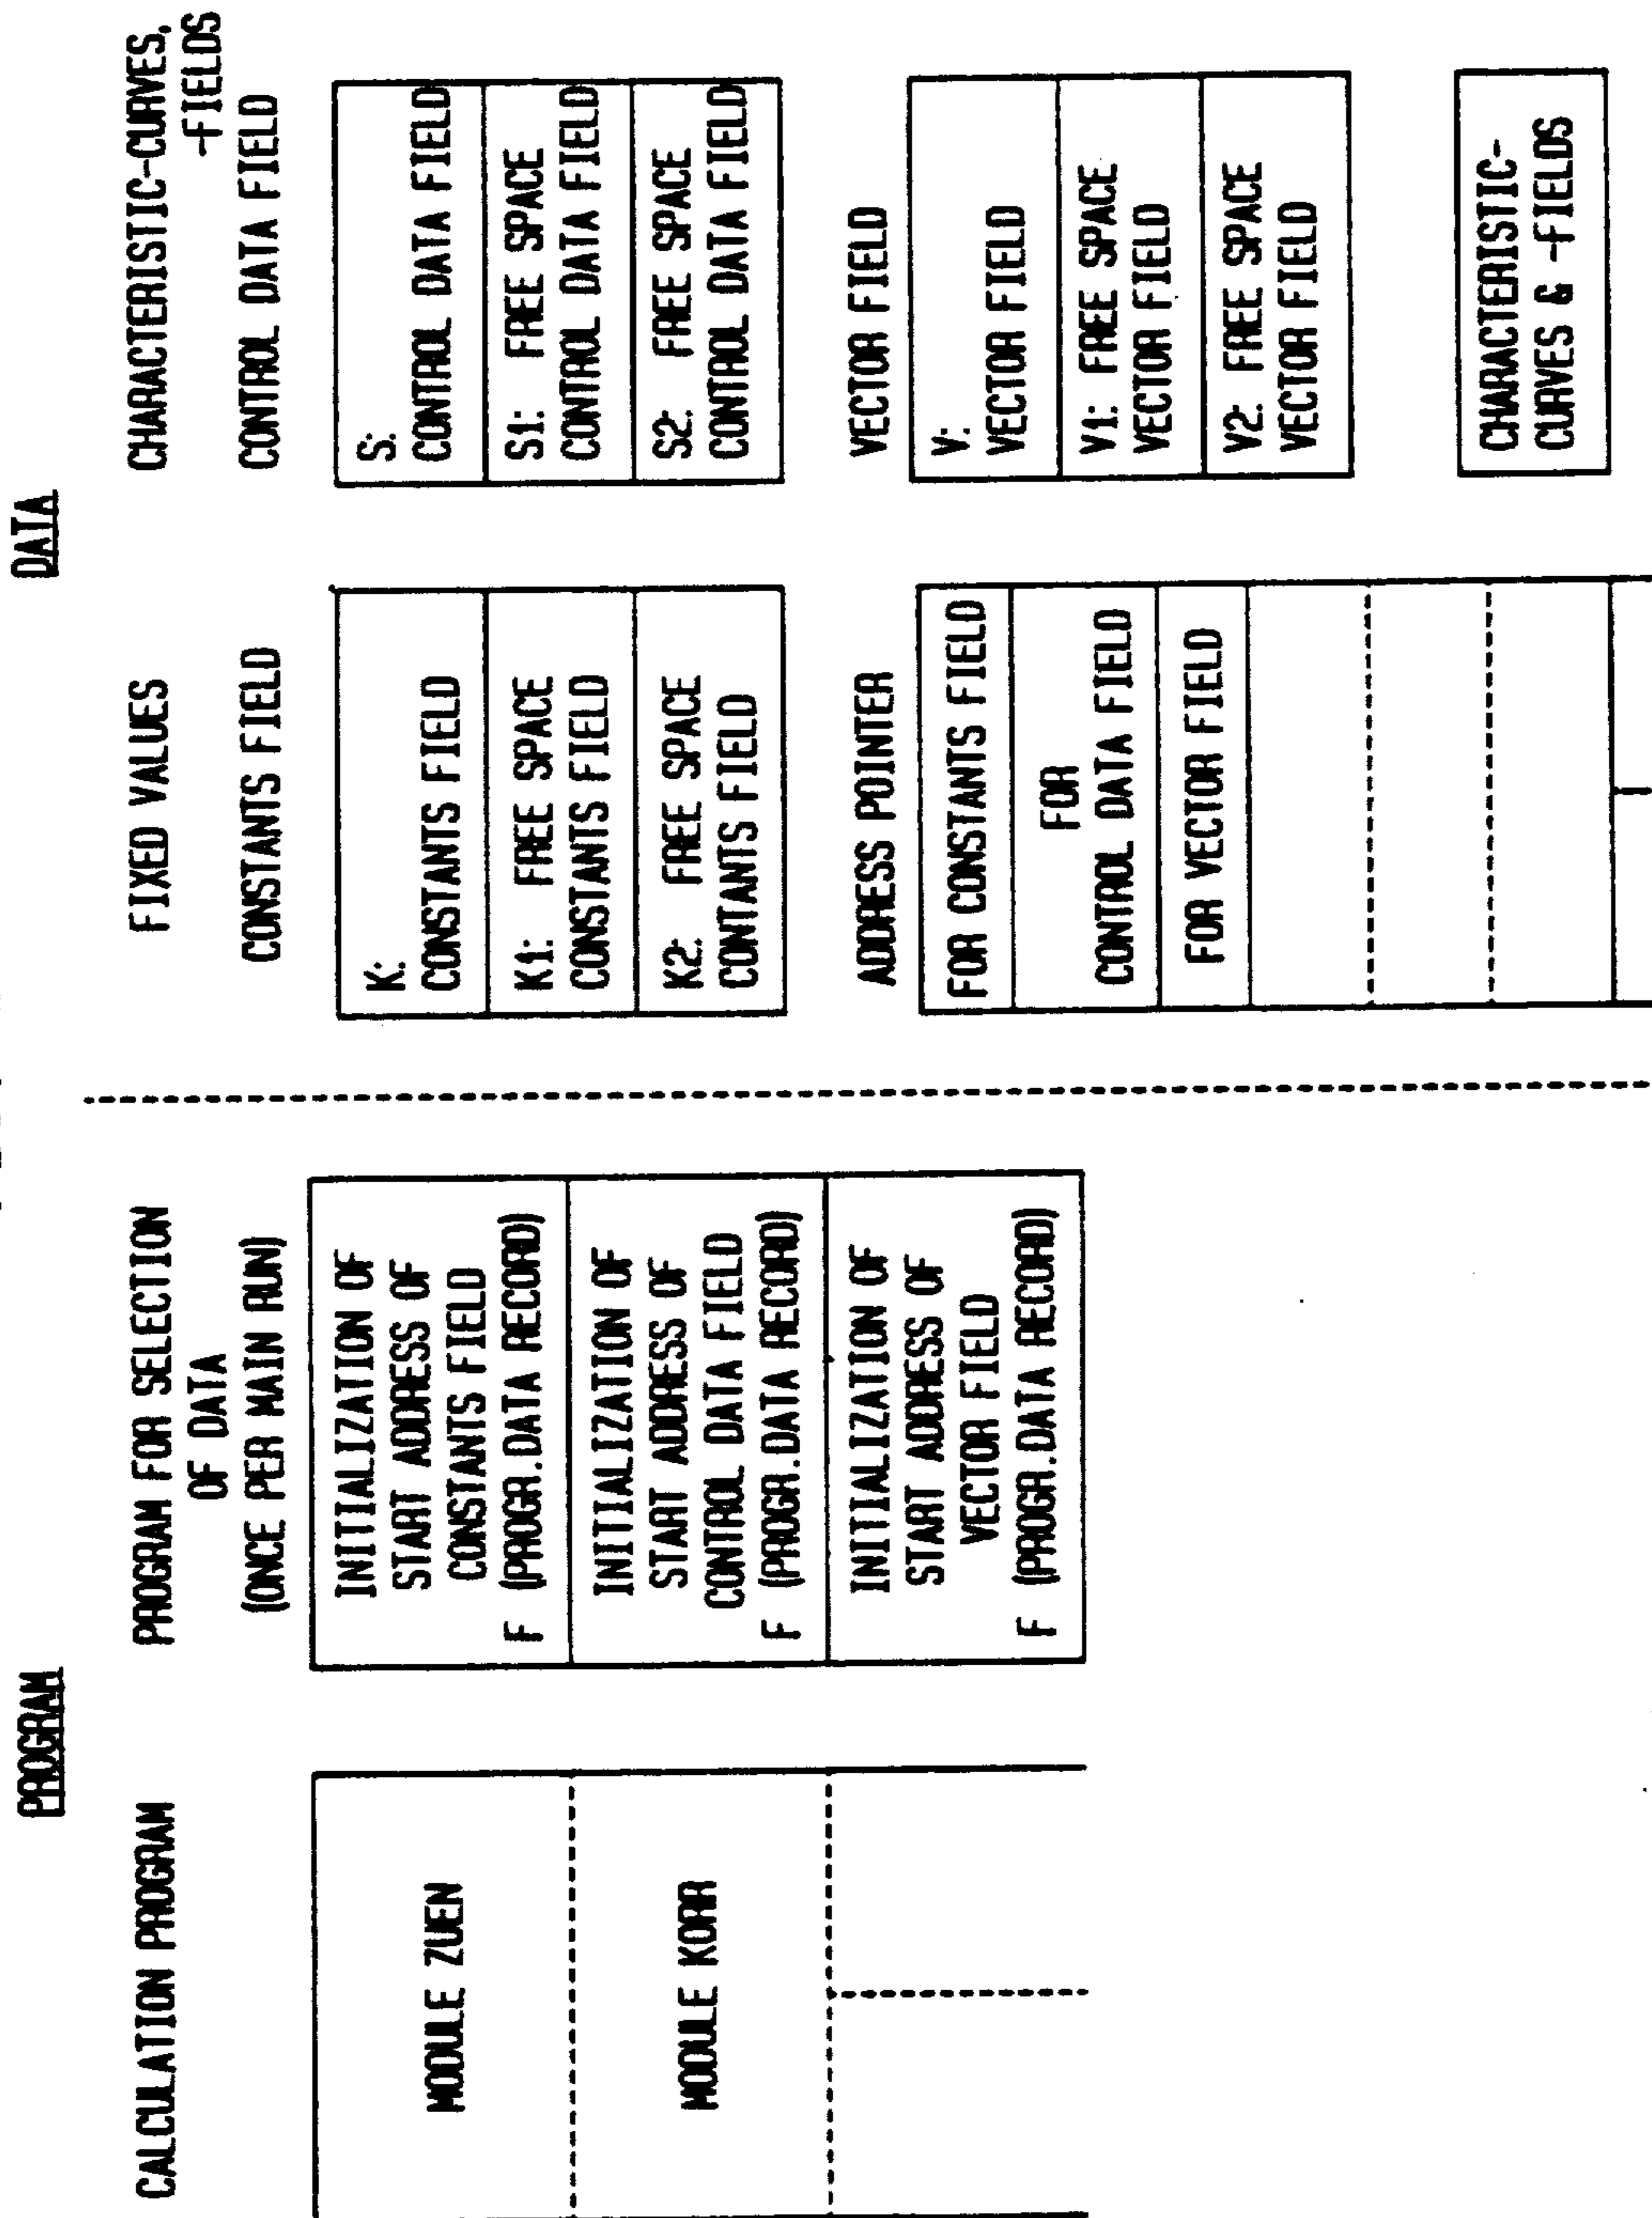 PROGRAM
CALCULATION PROGRAM
MODULE ZUEN
MODULE KORR
PROGRAM FOR SELECTION
OF DATA
(ONCE PER MAIN RUN)
INITIALIZATION OF
START ADDRESS OF
CONSTANTS FIELD
F (PROGR.DATA RECORD)
INITIALIZATION OF
START ADDRESS OF
CONTROL DATA FIELD
F (PROGR.DATA RECORD)
INITIALIZATION OF
START ADDRESS OF
VECTOR FIELD
F (PROGR.DATA RECORD)
DATA
FIXED VALUES
CONSTANTS FIELD
K:
CONSTANTS FIELD
K1: FREE SPACE
CONSTANTS FIELD
K2: FREE SPACE
CONTANTS FIELD
ADDRESS POINTER
FOR CONSTANTS FIELD
FOR
CONTROL DATA FIELD
FOR VECTOR FIELD
CHARACTERISTIC-CURVES,
-FIELDS
CONTROL DATA FIELD
S:
CONTROL DATA FIELD
S1: FREE SPACE
CONTROL DATA FIELD
S2: FREE SPACE
CONTROL DATA FIELD
VECTOR FIELD
V:
VECTOR FIELD
V1: FREE SPACE
VECTOR FIELD
V2: FREE SPACE
VECTOR FIELD
CHARACTERISTIC-
CURVES & -FIELDS